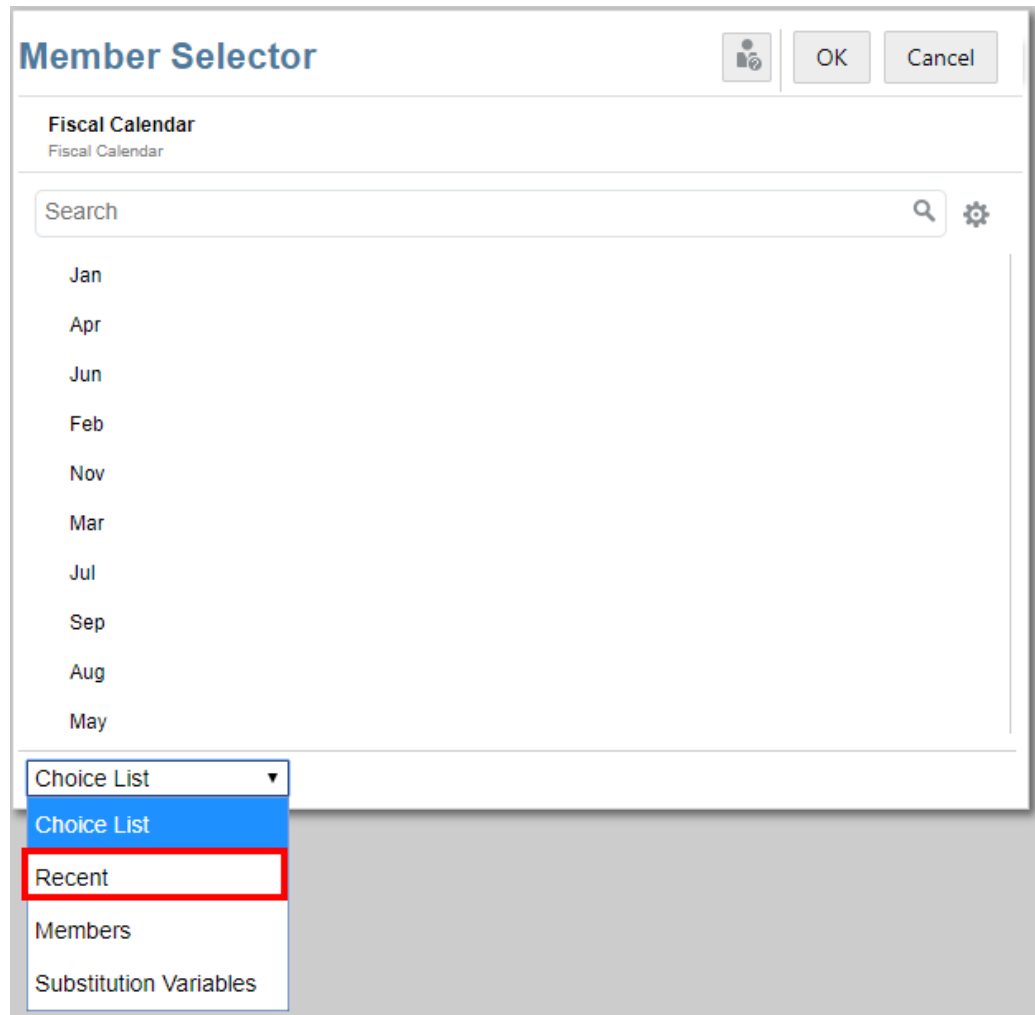 Member Selector
OK
Cancel
Fiscal Calendar
Fiscal Calendar
Search
Jan
Apr
Jun
Feb
Nov
Mar
Jul
Sep
Aug
May
Choice List
Choice List
Recent
Members
Substitution Variables